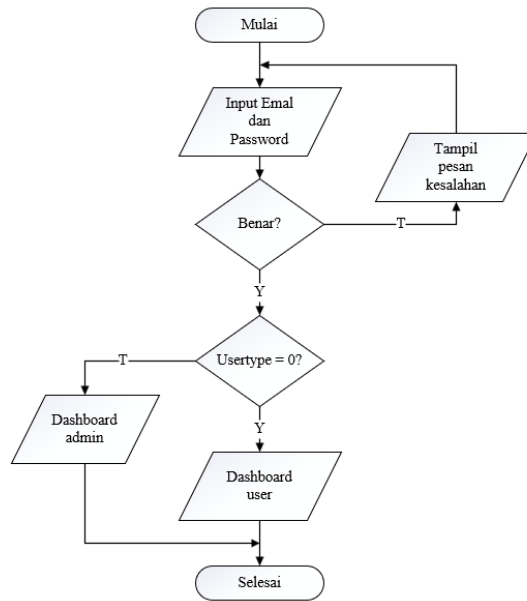 Mulai
Input Emal
dan
Password
Tampil
pesan
kesalahan
Benar?
T
Y
Usertype = 0?
T
Dashboard
admin
Y
Dashboard
user
Selesai